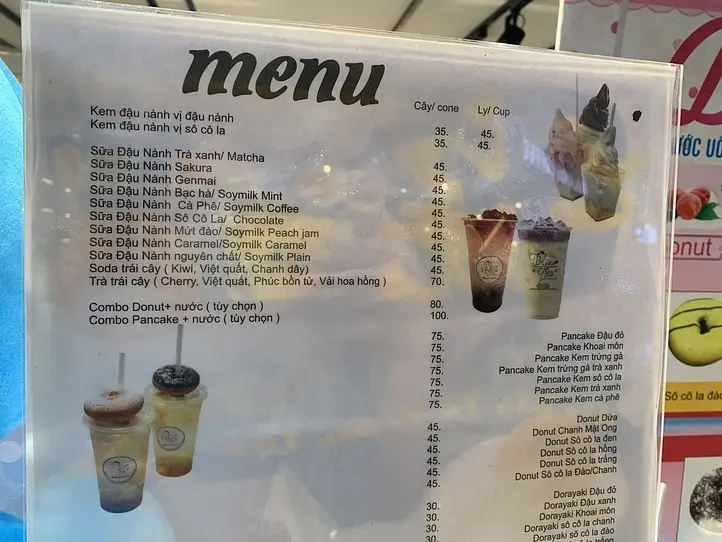 menu
Cây/ cone Ly/ Cup
Kem đậu nành vị đậu nành 35. 45.
Kem đậu nành vị sô cô la 35. 45.
Sữa Đậu Nành Trà xanh/ Matcha 45.
Sữa Đậu Nành Sakura 45.
Sữa Đậu Nành Genmai 45.
Sữa Đậu Nành Bạc hà/ Soymilk Mint 45.
Sữa Đậu Nành Cà Phê/ Soymilk Coffee 45.
Sữa Đậu Nành Sô Cô La/ Chocolate 45.
Sữa Đậu Nành Mứt đào/ Soymilk Peach jam 45.
Sữa Đậu Nành Caramel/Soymilk Caramel 45.
Sữa Đậu Nành nguyên chất/ Soymilk Plain 45.
Soda trái cây ( Kiwi, Việt quất, Chanh dây) 45.
Trà trái cây ( Cherry, Việt quất, Phúc bồn tử, Vải hoa hồng ) 70.
Combo Donut+ nước ( tùy chọn ) 80.
Combo Pancake + nước ( tùy chọn ) 100.
75. Pancake Đậu đỏ
75. Pancake Khoai môn
75. Pancake Kem trứng gà
75. Pancake Kem trứng gà trà xanh
75. Pancake Kem sô cô la
75. Pancake Kem trà xanh
75. Pancake Kem cà phê
45. Donut Dừa
45. Donut Chanh Mật Ong
45. Donut Sô cô la đen
45. Donut Sô cô la hồng
45. Donut Sô cô la trắng
45. Donut Sô cô la Đào/Chanh
30. Dorayaki Đậu đỏ
30. Dorayaki Đậu xanh
30. Dorayaki Khoai môn
30. Dorayaki sô cô la chanh
Dorayaki sô cô la đào
ƯỚC UỐ
onut
Sô cô la đào